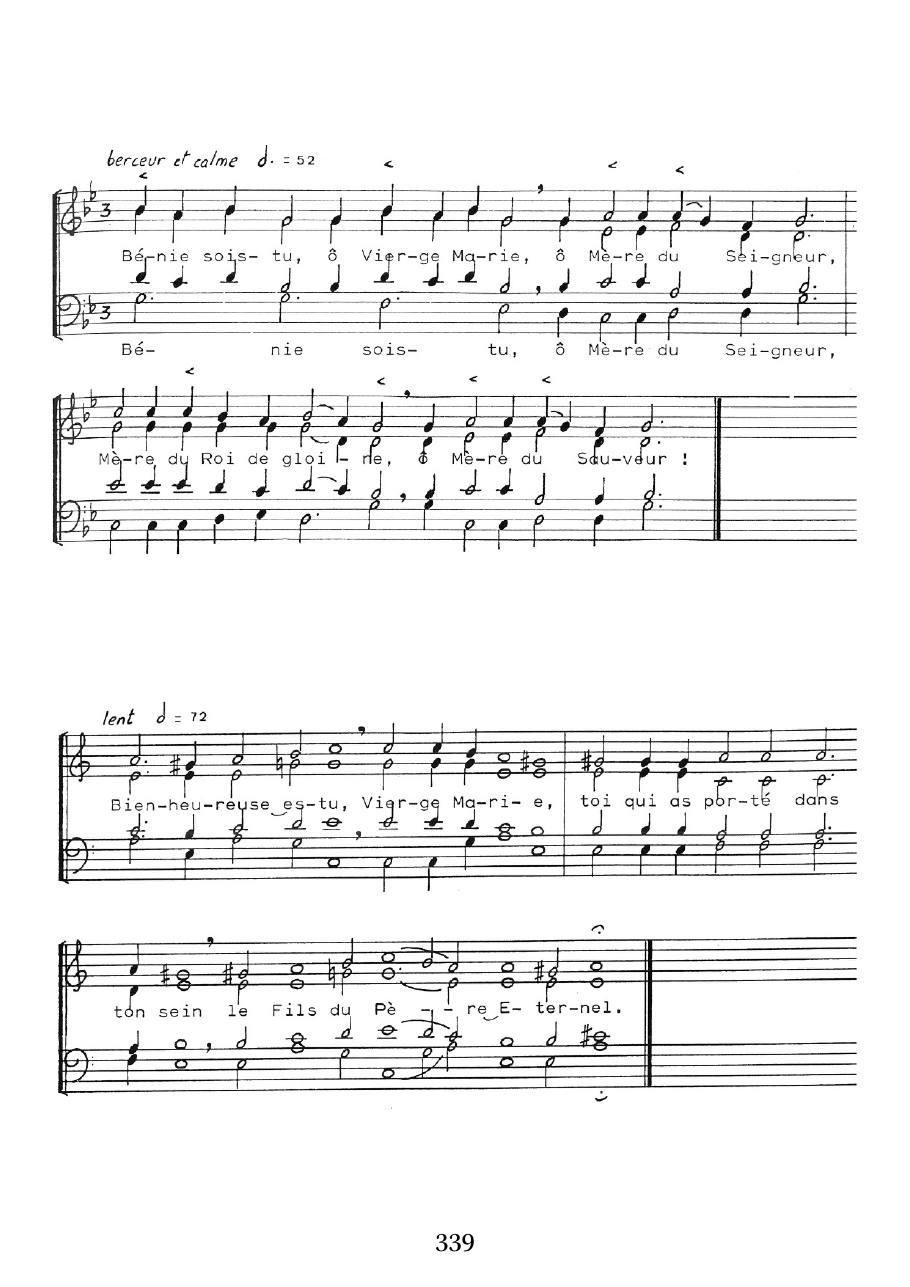 berceur et calme d. = 52
3
Bé-nie sois- tu, ô Vier-ge Ma-rie, ô Mè-re du Sei-gneur,
3
Bé- nie sois- tu, ô Mè-re du Sei-gneur,
Mè-re du Roi de gloi - re, ô Mè-re du Sau-veur !
lent d = 72
Bien-heu-reuse es-tu, Vier-ge Ma-ri- e, toi qui as por-té dans
ton sein le Fils du Pè - - re E- ter-nel.
339